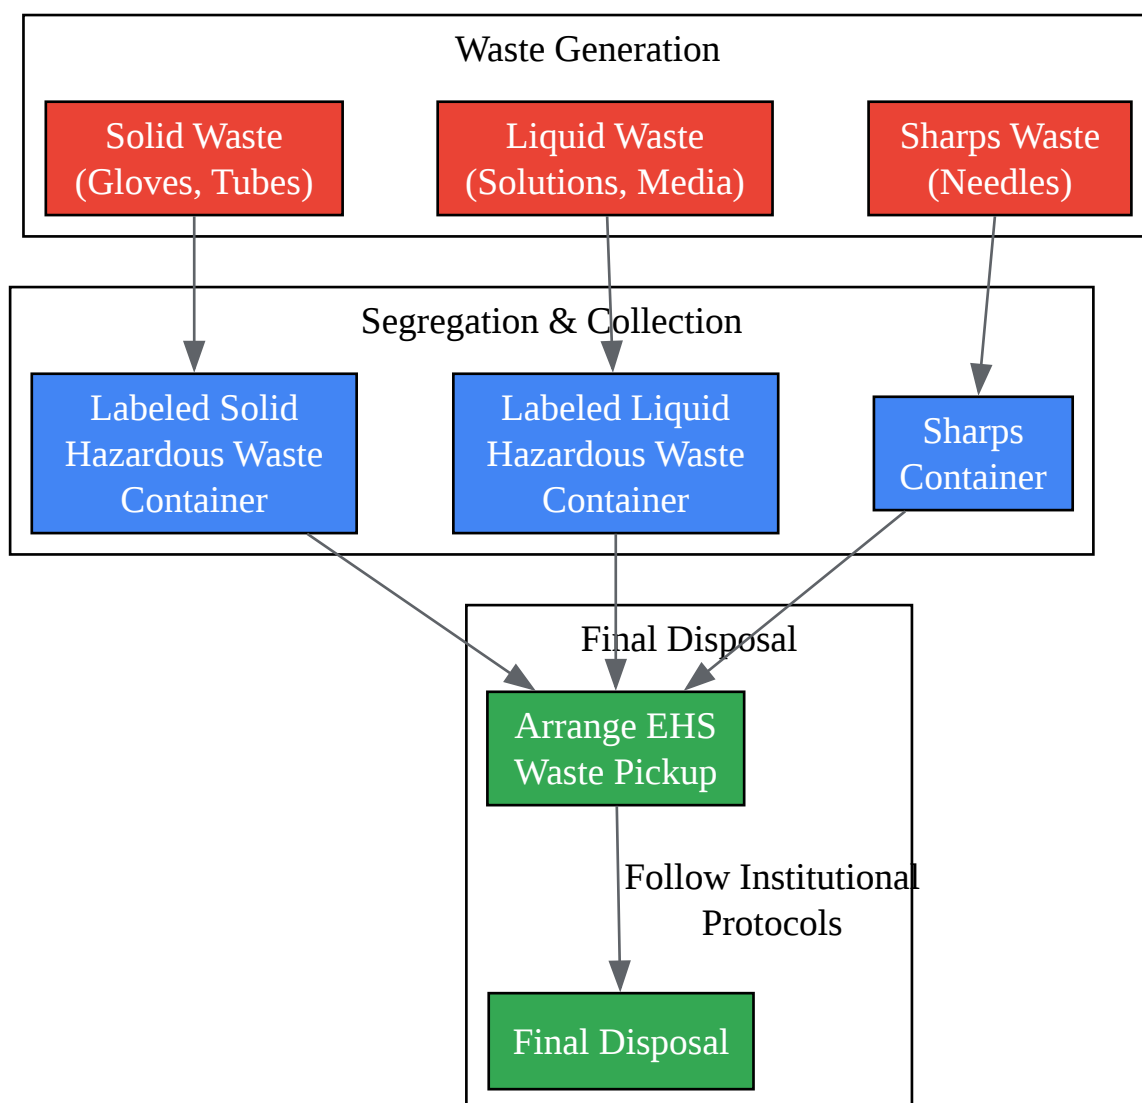 Waste Generation
Solid Waste
(Gloves, Tubes)
Liquid Waste
(Solutions, Media)
Sharps Waste
(Needles)
Segregation & Collection
Labeled Solid
Hazardous Waste
Container
Labeled Liquid
Hazardous Waste
Container
Sharps
Container
Final Disposal
Arrange EHS
Waste Pickup
Follow Institutional
Protocols
Final Disposal